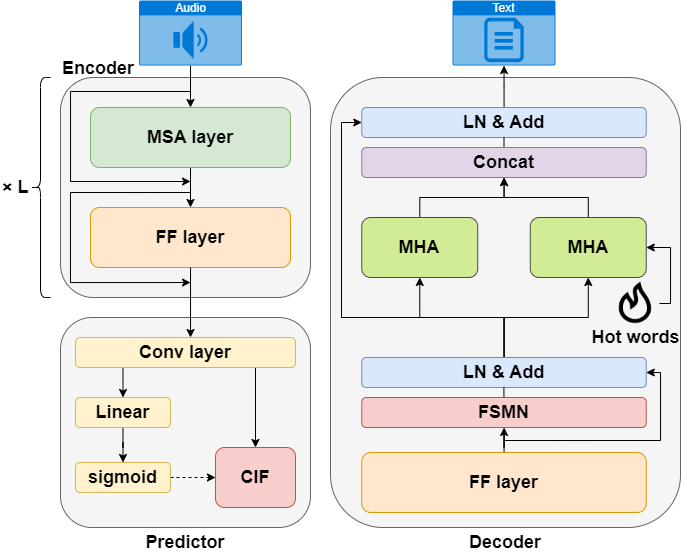 Audio
Encoder
MSA layer
× L
FF layer
Conv layer
Linear
sigmoid
CIF
Predictor
Text
LN & Add
Concat
MHA
MHA
Hot words
LN & Add
FSMN
FF layer
Decoder